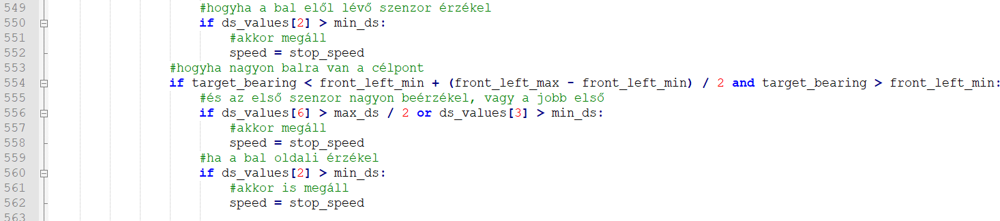 549 #hogyha a bal elől lévő szenzor érzékel
550 if ds_values[2] > min_ds:
551 #akkor megáll
552 speed = stop_speed
553 #hogyha nagyon balra van a célpont
554 if target_bearing < front_left_min + (front_left_max - front_left_min) / 2 and target_bearing > front_left_min:
555 #és az első szenzor nagyon beérzékel, vagy a jobb első
556 if ds_values[6] > max_ds / 2 or ds_values[3] > min_ds:
557 #akkor megáll
558 speed = stop_speed
559 #ha a bal oldali érzékel
560 if ds_values[2] > min_ds:
561 #akkor is megáll
562 speed = stop_speed
563